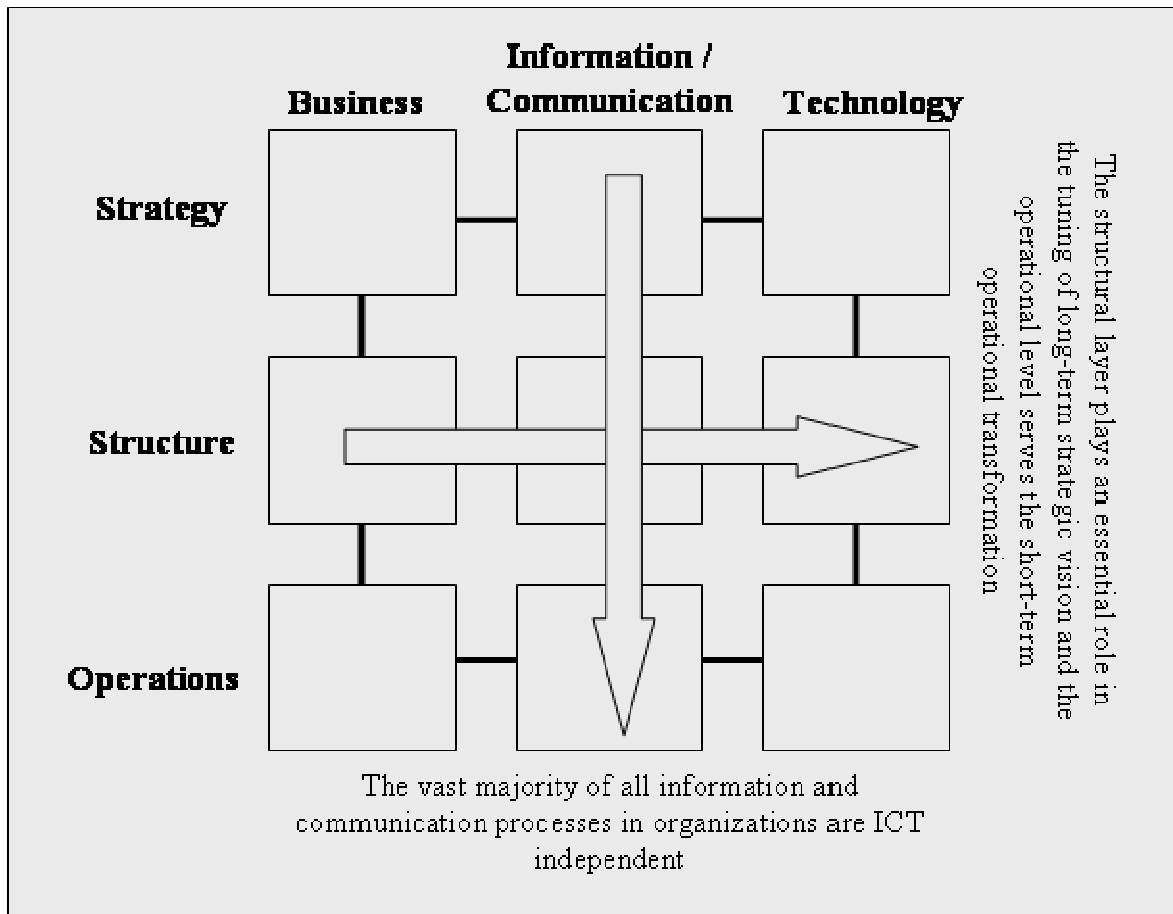 Information /
Communication
Business
Technology
Strategy
Structure
Operations
The structural layer plays an essential role in
the tuning of long-term strategic vision and the
operational level serves the short-term
operational transformation
The vast majority of all information and
communication processes in organizations are ICT
independent